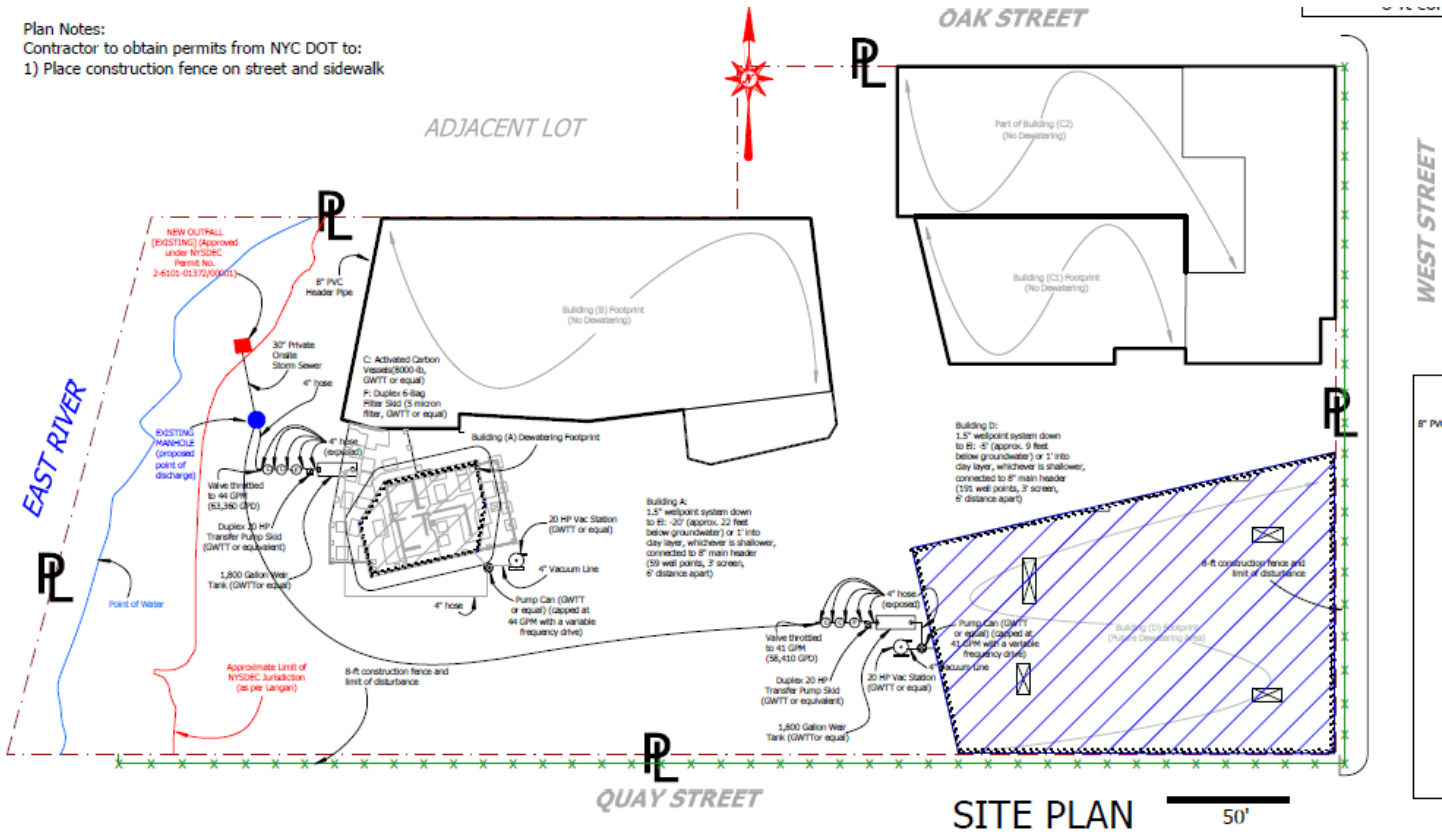 Plan Notes:
Contractor to obtain permits from NYC DOT to:
1) Place construction fence on street and sidewalk
OAK STREET
PL
ADJACENT LOT
N
Part of Building (C2)
(No Dewatering)
WEST STREET
PL
NEW OUTFALL
[EXISTING] (Approved
under NYSDEC
Permit No.
2-6101-01372/00001)
8" PVC
Header Pipe
Building (B) Footprint
(No Dewatering)
Building (C1) Footprint
(No Dewatering)
30" Private
Onsite
Storm Sewer
4" hose
C: Activated Carbon
Vessels(8000-lb,
GWTT or equal)
F: Duplex 6-Bag
Filter Skid (5 micron
filter, GWTT or equal)
EAST RIVER
EXISTING
MANHOLE
(proposed
point of
discharge)
4" hose
(exposed)
Building (A) Dewatering Footprint
PL
8" PV
Building D:
1.5" wellpoint system down
to El: -5' (approx. 9 feet
below groundwater) or 1' into
clay layer, whichever is shallower,
connected to 8" main header
(191 well points, 3' screen,
6' distance apart)
Valve throttled
to 44 GPM
(63,360 GPD)
Duplex 20 HP
Transfer Pump Skid
(GWTT or equivalent)
1,800 Gallon Weir
Tank (GWTTor equal)
Building A:
1.5" wellpoint system down
to El: -20' (approx. 22 feet
below groundwater) or 1' into
clay layer, whichever is shallower,
connected to 8" main header
(59 well points, 3' screen,
6' distance apart)
20 HP Vac Station
(GWTT or equal)
4" Vacuum Line
PL
Point of Water
4" hose
Pump Can (GWTT
or equal) (capped at
44 GPM with a variable
frequency drive)
8-ft construction fence and
limit of disturbance
4" hose
(exposed)
Valve throttled
to 41 GPM
(58,410 GPD)
Pump Can (GWTT
or equal) (capped at
41 GPM with a variable
frequency drive)
4" Vacuum Line
Building (D) Footprint
(Future Dewatering Area)
Duplex 20 HP
Transfer Pump Skid
(GWTT or equivalent)
20 HP Vac Station
(GWTT or equal)
1,800 Gallon Weir
Tank (GWTTor equal)
Approximate Limit of
NYSDEC Jurisdiction
(as per Langan)
8-ft construction fence and
limit of disturbance
PL
QUAY STREET
SITE PLAN
50'